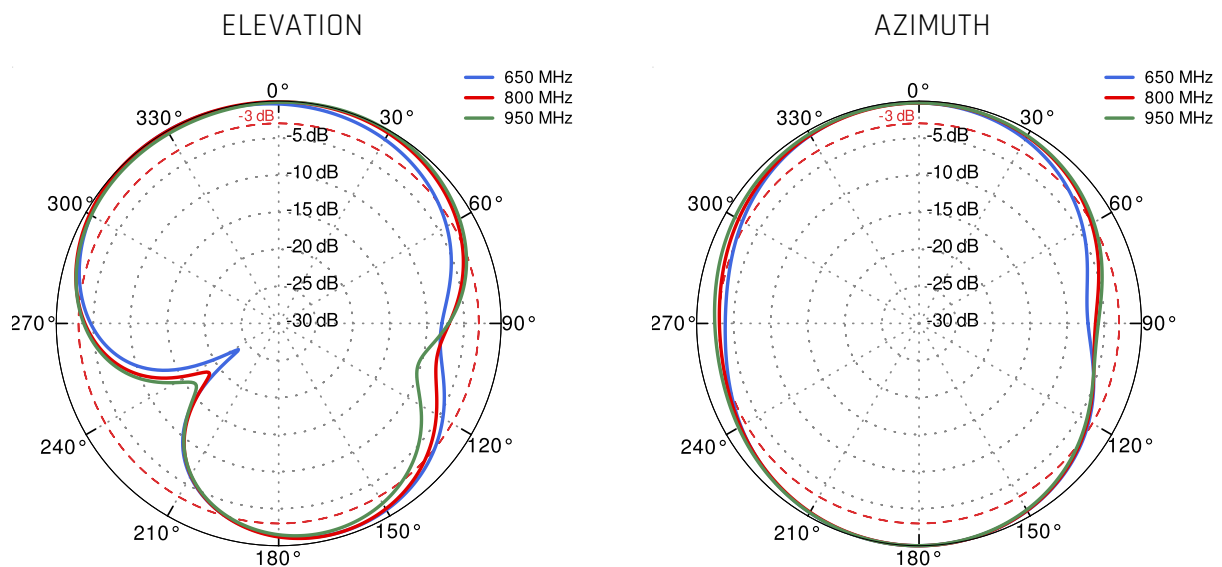 ELEVATION
650 MHz
800 MHz
950 MHz
0°
30°
60°
90°
120°
150°
180°
210°
240°
270°
300°
330°
-3 dB
-5 dB
-10 dB
-15 dB
-20 dB
-25 dB
-30 dB
AZIMUTH
650 MHz
800 MHz
950 MHz
0°
30°
60°
90°
120°
150°
180°
210°
240°
270°
300°
330°
-3 dB
-5 dB
-10 dB
-15 dB
-20 dB
-25 dB
-30 dB